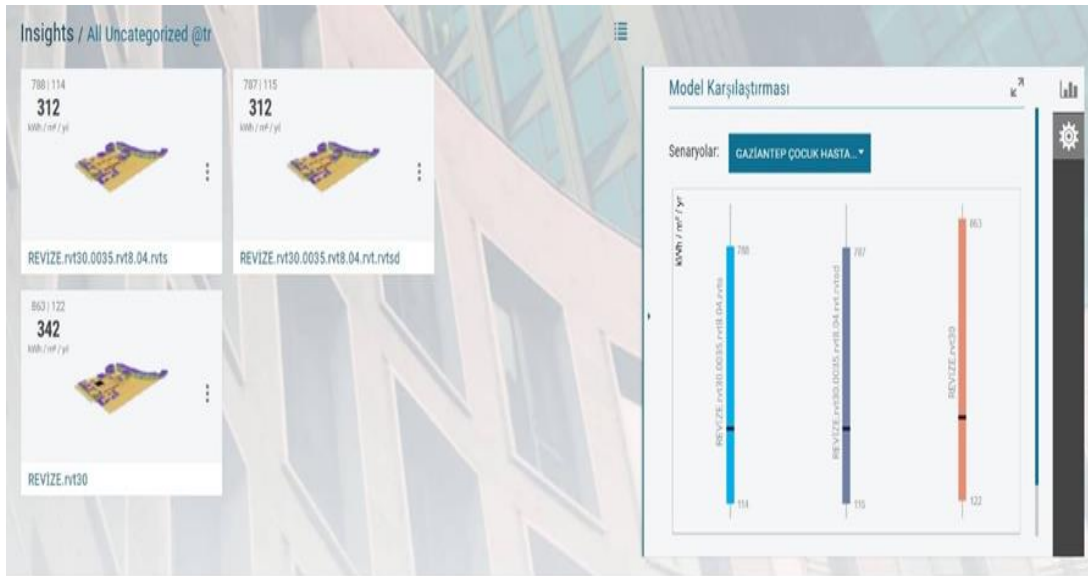 Insights / All Uncategorized @tr
788 | 114
312
kWh / m² / yr
REVİZE.rvt30.0035.rvt8.04.rvts
787 | 115
312
kWh / m² / yr
REVİZE.rvt30.0035.rvt8.04.rvt.rvtsd
863 | 122
342
kWh / m² / yr
REVİZE.rvt30
Model Karşılaştırması
Senaryolar:
GAZİANTEP ÇOCUK HASTA...
kWh / m² / yr
788
REVİZE.rvt30.0035.rvt8.04.rvts
114
787
REVİZE.rvt30.0035.rvt8.04.rvt.rvtsd
115
863
REVİZE.rvt30
122